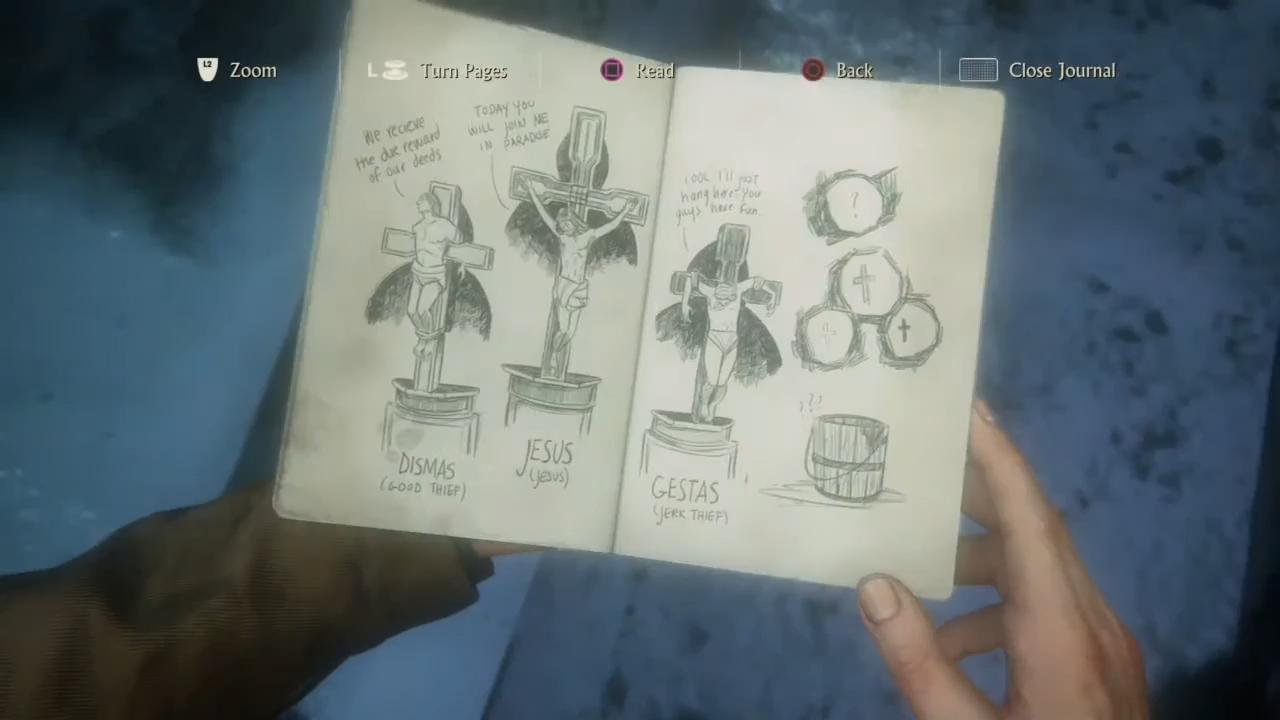 L2 Zoom
L Turn Pages
Read
Back
Close Journal
We recieve
the due reward
of our deeds
TODAY YOU
WILL JOIN ME
IN PARADISE
DISMAS
(GOOD THIEF)
JESUS
(JESUS)
COOL I'll just
hang here- you
guys have fun..
GESTAS
(JERK THIEF)
?
???